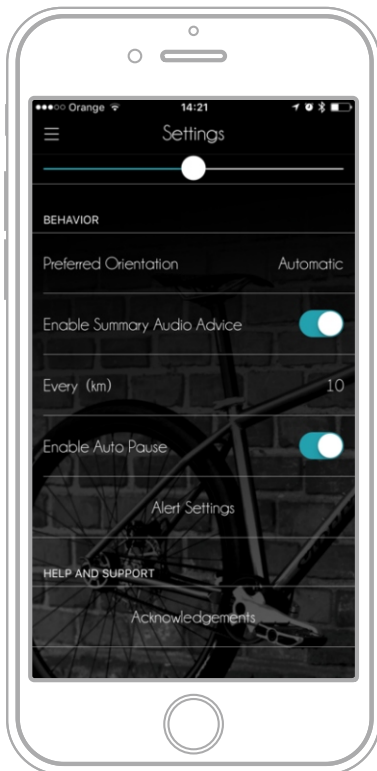 Orange 14:21
Settings
BEHAVIOR
Preferred Orientation Automatic
Enable Summary Audio Advice
Every (km) 10
Enable Auto Pause
Alert Settings
HELP AND SUPPORT
Acknowledgements